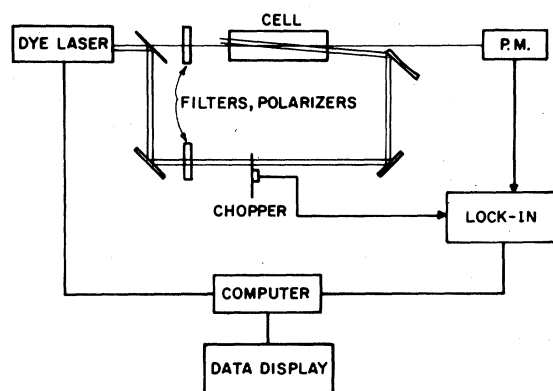 CELL
DYE LASER
P.M.
FILTERS, POLARIZERS
CHOPPER
LOCK-IN
COMPUTER
DATA DISPLAY